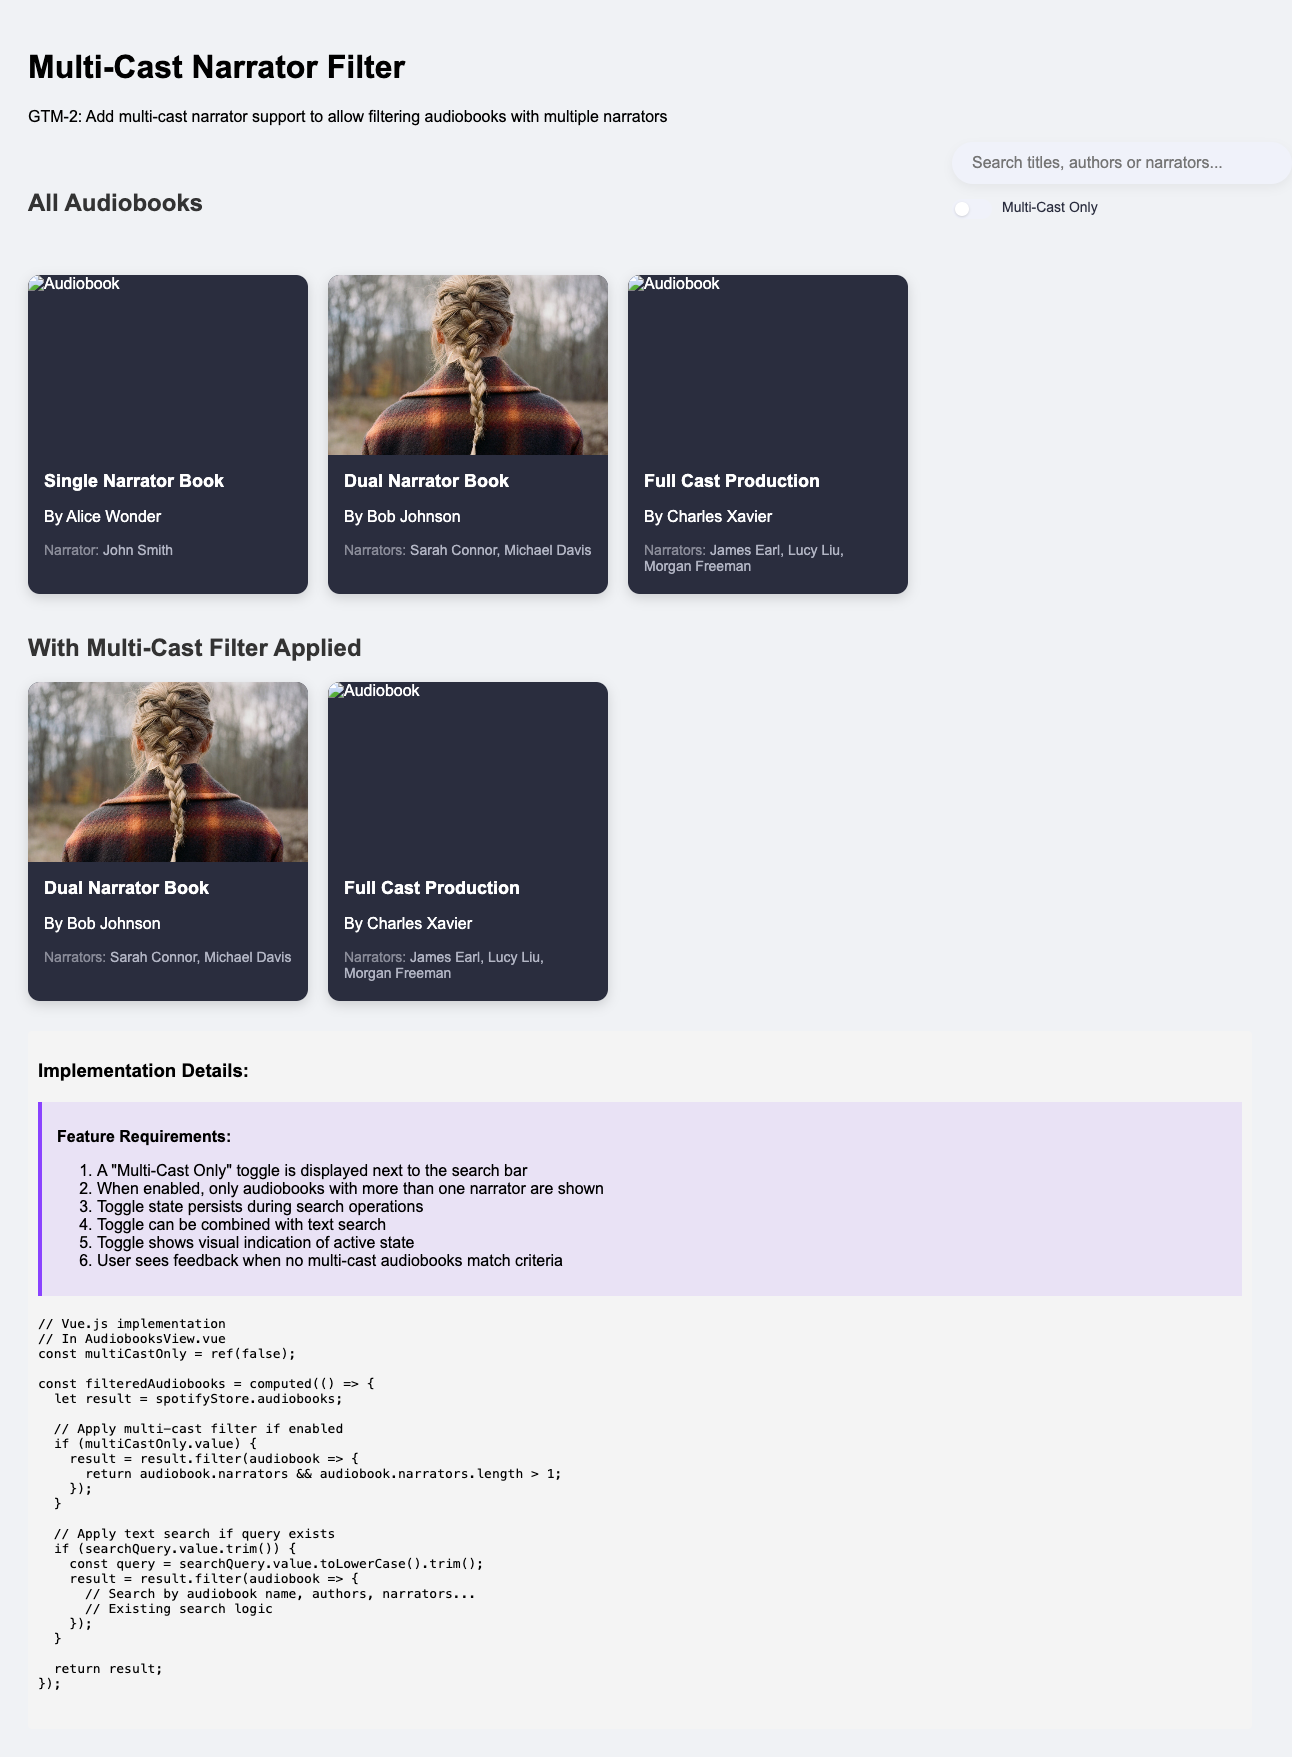 Multi-Cast Narrator Filter
GTM-2: Add multi-cast narrator support to allow filtering audiobooks with multiple narrators
Search titles, authors or narrators...
All Audiobooks
Multi-Cast Only
Audiobook
Audiobook
Single Narrator Book
Dual Narrator Book
Full Cast Production
By Alice Wonder
By Bob Johnson
By Charles Xavier
Narrator: John Smith
Narrators: Sarah Connor, Michael Davis
Narrators: James Earl, Lucy Liu,
Morgan Freeman
With Multi-Cast Filter Applied
Audiobook
Dual Narrator Book
Full Cast Production
By Bob Johnson
By Charles Xavier
Narrators: Sarah Connor, Michael Davis
Narrators: James Earl, Lucy Liu,
Morgan Freeman
Implementation Details:
Feature Requirements:
1. A "Multi-Cast Only" toggle is displayed next to the search bar
2. When enabled, only audiobooks with more than one narrator are shown
3. Toggle state persists during search operations
4. Toggle can be combined with text search
5. Toggle shows visual indication of active state
6. User sees feedback when no multi-cast audiobooks match criteria
// Vue.js implementation
// In AudiobooksView.vue
const multiCastOnly = ref(false);
const filteredAudiobooks = computed(() => {
  let result = spotifyStore.audiobooks;
  // Apply multi-cast filter if enabled
  if (multiCastOnly.value) {
    result = result.filter(audiobook => {
      return audiobook.narrators && audiobook.narrators.length > 1;
    });
  }
  // Apply text search if query exists
  if (searchQuery.value.trim()) {
    const query = searchQuery.value.toLowerCase().trim();
    result = result.filter(audiobook => {
      // Search by audiobook name, authors, narrators...
      // Existing search logic
    });
  }
  return result;
});